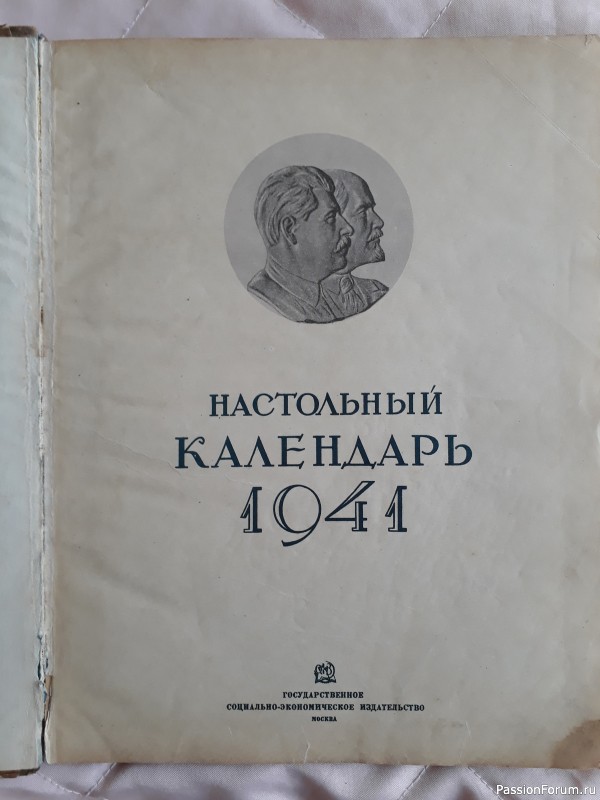 НАСТОЛЬНЫЙ
КАЛЕНДАРЬ
1941
ГОСУДАРСТВЕННОЕ
СОЦИАЛЬНО-ЭКОНОМИЧЕСКОЕ ИЗДАТЕЛЬСТВО
МОСКВА
PassionForum.ru